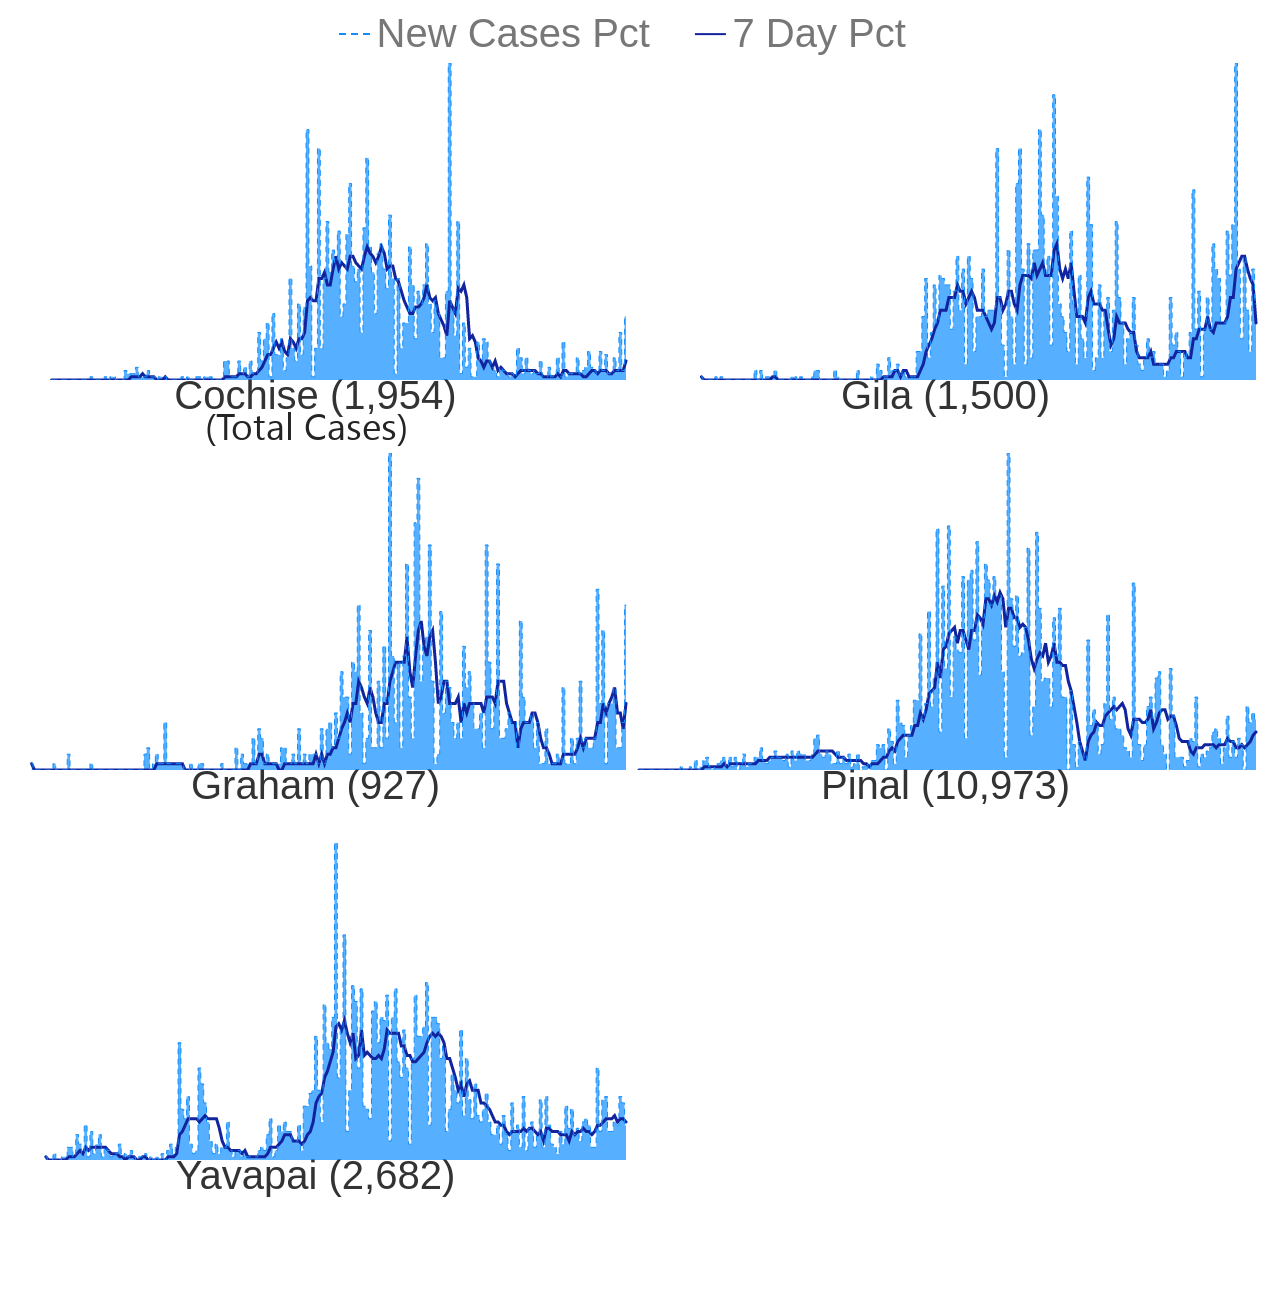 New Cases Pct 7 Day Pct
Cochise (1,954) Gila (1,500)
(Total Cases)
Graham (927) Pinal (10,973)
Yavapai (2,682)